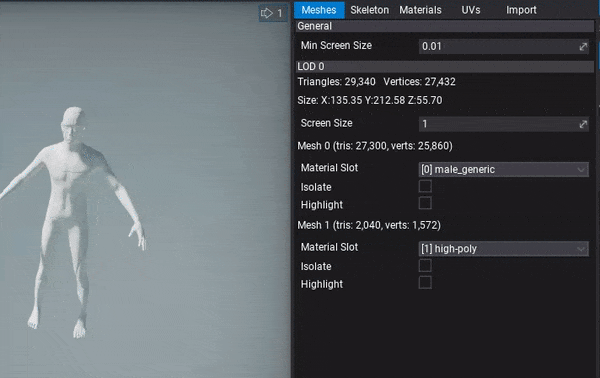 1
Meshes Skeleton Materials UVs Import
General
Min Screen Size 0.01
LOD 0
Triangles: 29,340 Vertices: 27,432
Size: X:135.35 Y:212.58 Z:55.70
Screen Size 1
Mesh 0 (tris: 27,300, verts: 25,860)
Material Slot [0] male_generic
Isolate
Highlight
Mesh 1 (tris: 2,040, verts: 1,572)
Material Slot [1] high-poly
Isolate
Highlight